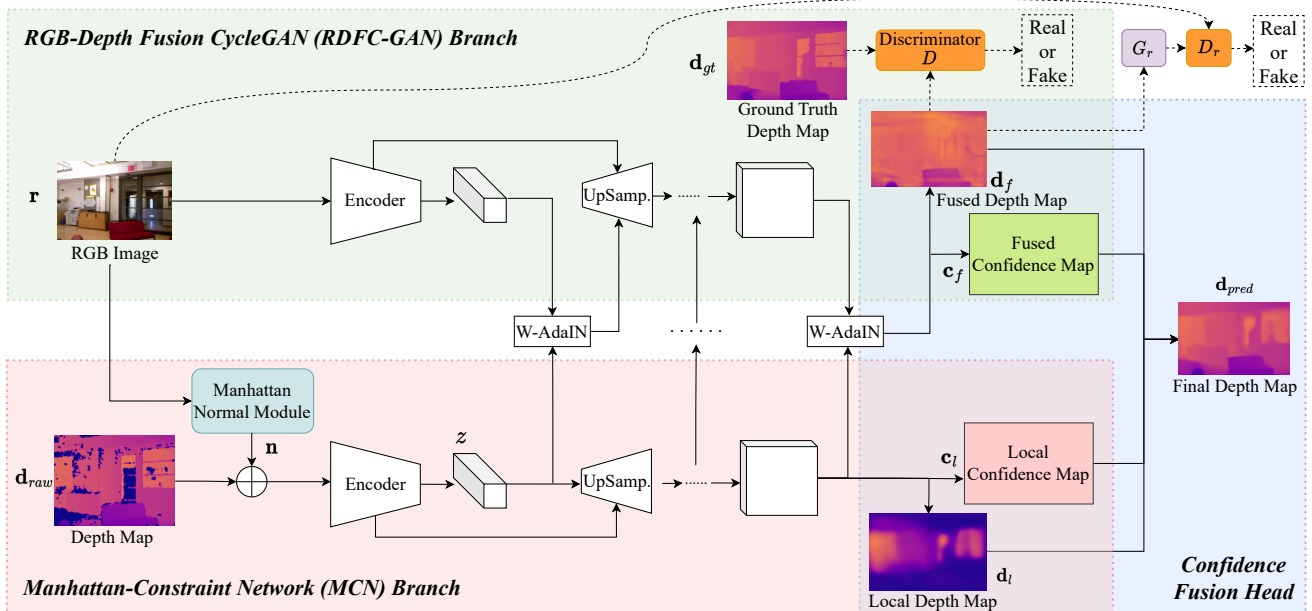 RGB-Depth Fusion CycleGAN (RDFC-GAN) Branch
d_gt
Ground Truth
Depth Map
Discriminator
D
Real
or
Fake
G_r
D_r
Real
or
Fake
r
RGB Image
Encoder
UpSamp.
......
d_f
Fused Depth Map
c_f
Fused
Confidence Map
W-AdaIN
......
W-AdaIN
d_pred
Final Depth Map
Manhattan
Normal Module
n
d_raw
Depth Map
Encoder
z
UpSamp.
......
c_l
Local
Confidence Map
d_l
Local Depth Map
Manhattan-Constraint Network (MCN) Branch
Confidence
Fusion Head